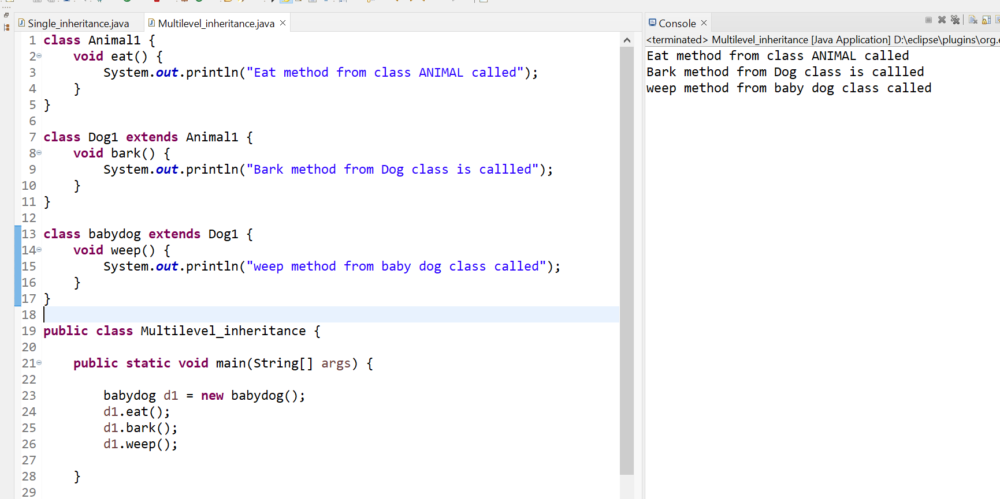 Single_inheritance.java
Multilevel_inheritance.java
1 class Animal1 {
2 void eat() {
3 System.out.println("Eat method from class ANIMAL called");
4 }
5 }
6
7 class Dog1 extends Animal1 {
8 void bark() {
9 System.out.println("Bark method from Dog class is callled");
10 }
11 }
12
13 class babydog extends Dog1 {
14 void weep() {
15 System.out.println("weep method from baby dog class called");
16 }
17 }
18
19 public class Multilevel_inheritance {
20
21 public static void main(String[] args) {
22
23 babydog d1 = new babydog();
24 d1.eat();
25 d1.bark();
26 d1.weep();
27
28 }
29
Console
<terminated> Multilevel_inheritance [Java Application] D:\eclipse\plugins\org.e
Eat method from class ANIMAL called
Bark method from Dog class is callled
weep method from baby dog class called